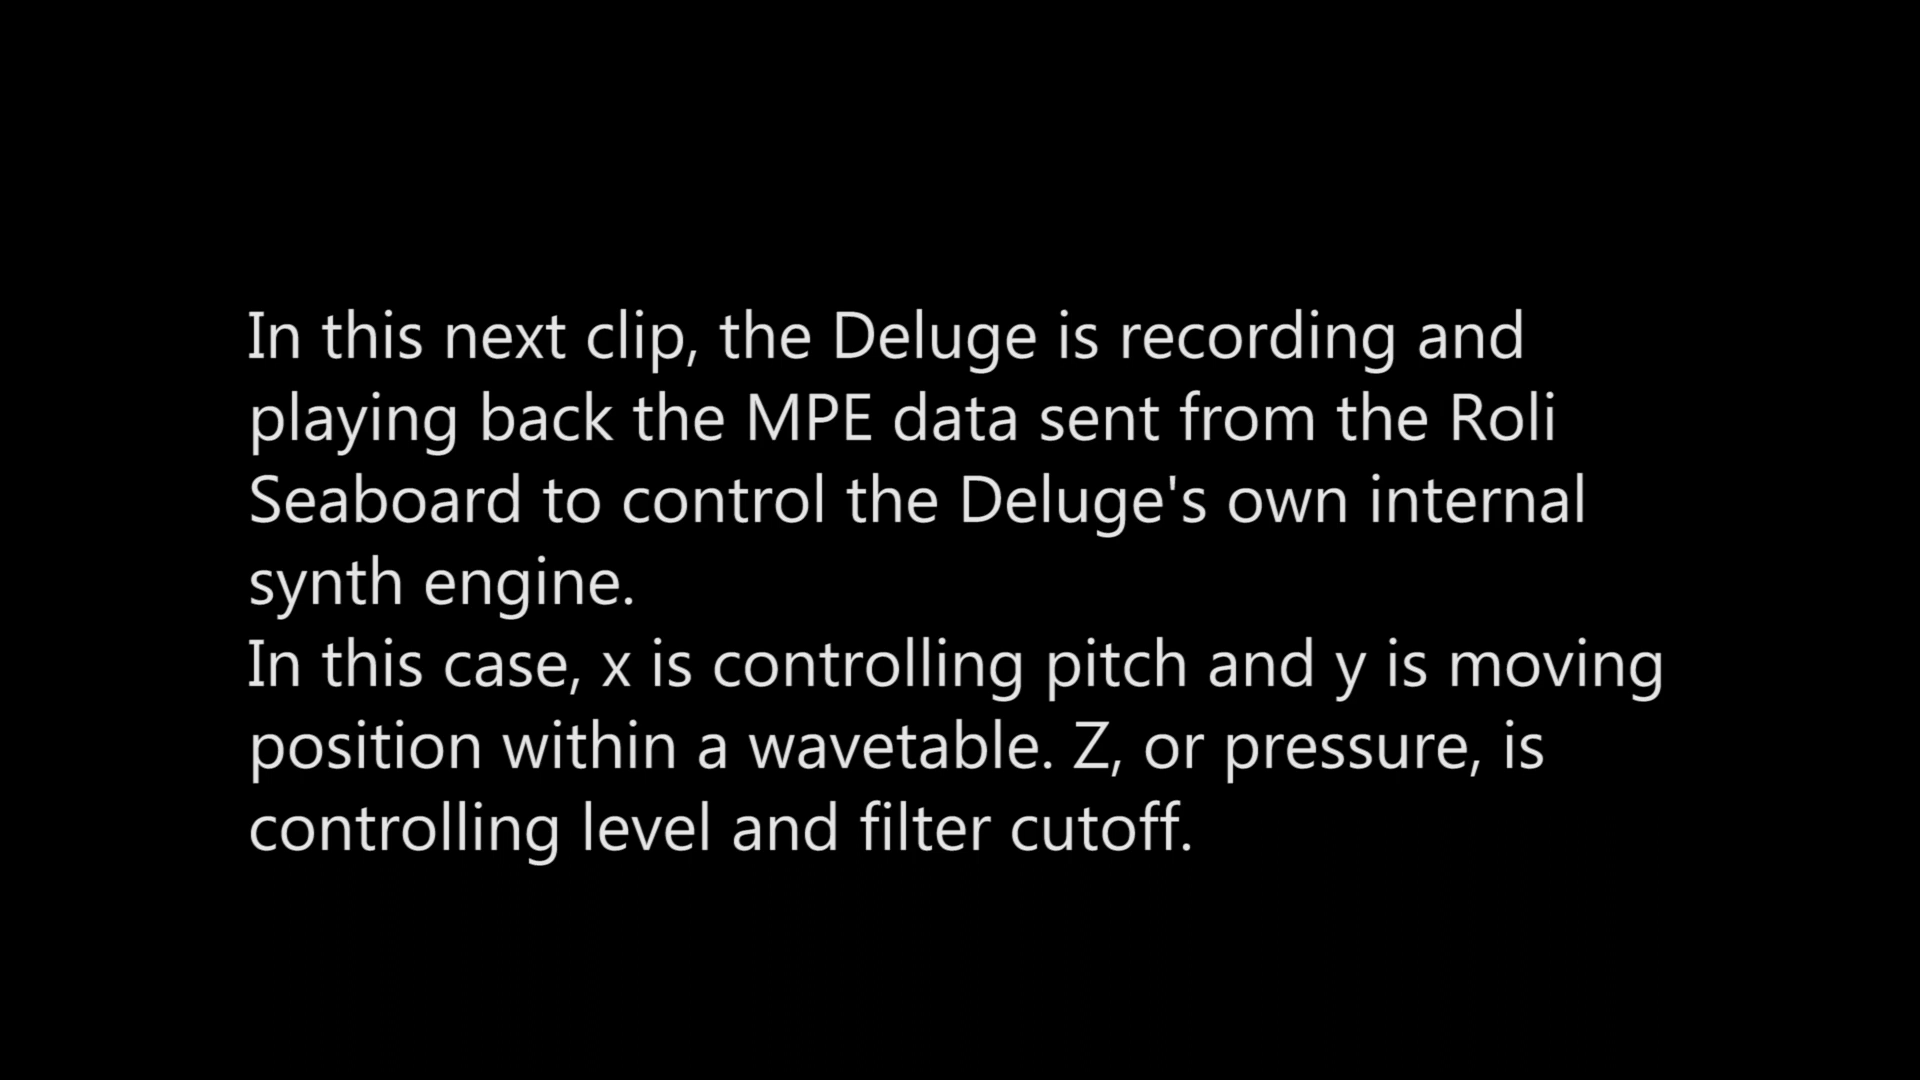 In this next clip, the Deluge is recording and
playing back the MPE data sent from the Roli
Seaboard to control the Deluge's own internal
synth engine.
In this case, x is controlling pitch and y is moving
position within a wavetable. Z, or pressure, is
controlling level and filter cutoff.